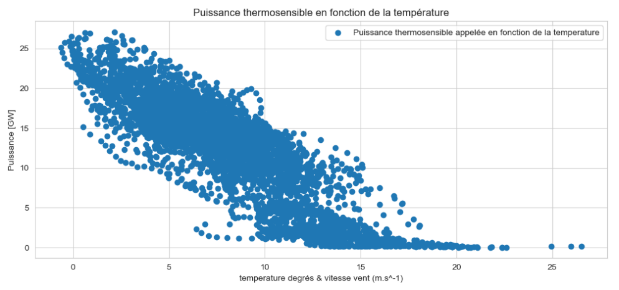 Puissance thermosensible en fonction de la température
Puissance thermosensible appelée en fonction de la temperature
Puissance [GW]
25
20
15
10
5
0
0 5 10 15 20 25
temperature degrés & vitesse vent (m.s^-1)